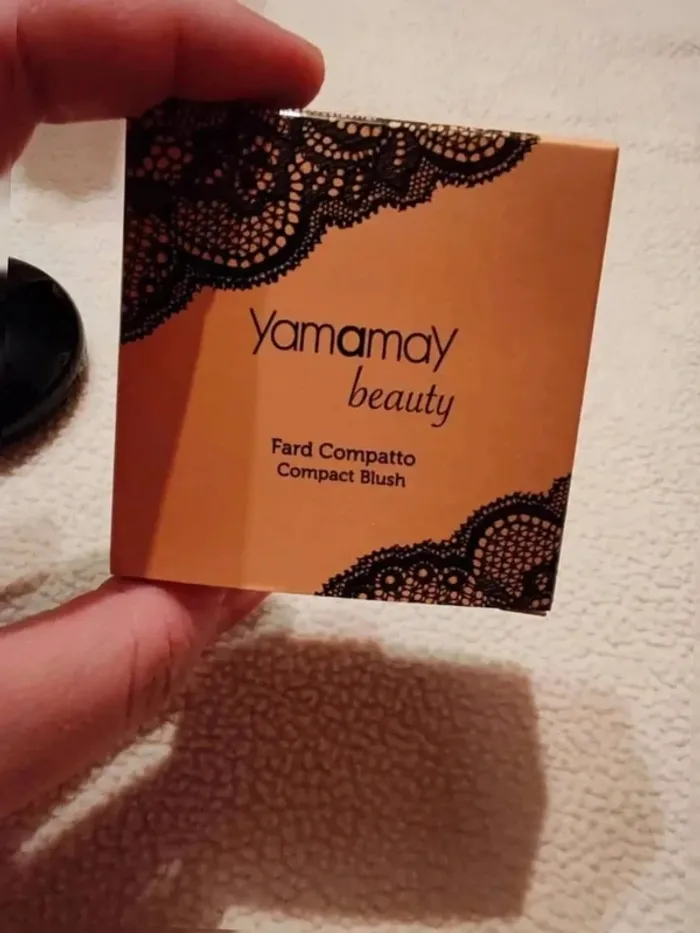 yamamay
beauty
Fard Compatto
Compact Blush